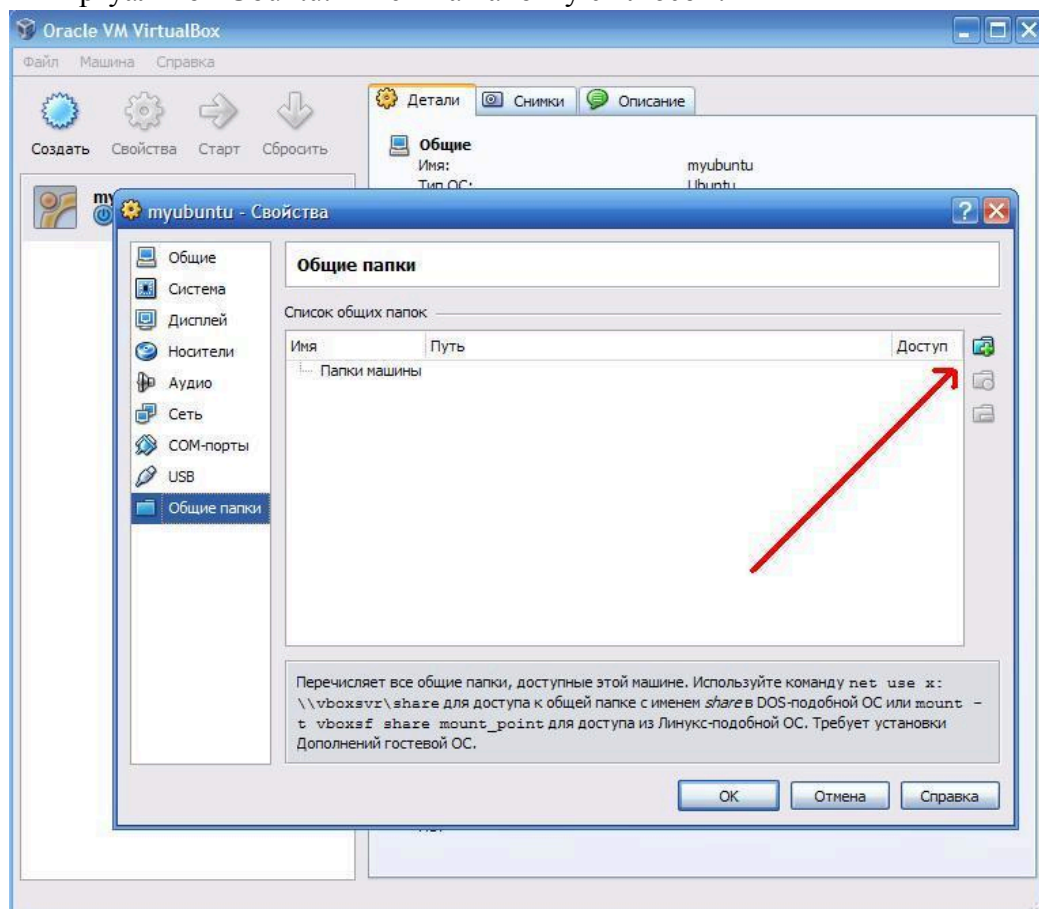 Oracle VM VirtualBox
Файл Машина Справка
Создать Свойства Старт Сбросить
Детали Снимки Описание
Общие
Имя: myubuntu
Тип ОС: Ubuntu
my
myubuntu - Свойства
Общие
Система
Дисплей
Носители
Аудио
Сеть
COM-порты
USB
Общие папки
Общие папки
Список общих папок
Имя Путь Доступ
Папки машины
Перечисляет все общие папки, доступные этой машине. Используйте команду net use x:
\\vboxsvr\share для доступа к общей папке с именем share в DOS-подобной ОС или mount -
t vboxsf share mount_point для доступа из Линукс-подобной ОС. Требует установки
Дополнений гостевой ОС.
OK Отмена Справка